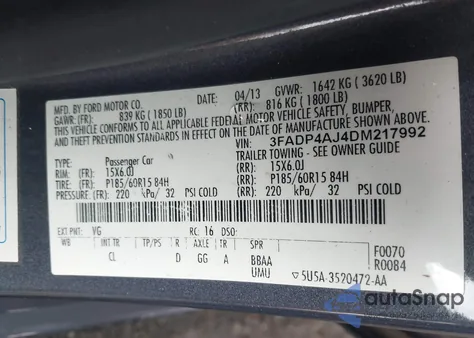 MFD. BY FORD MOTOR CO.
DATE: 04/13 GVWR: 1642 KG (3620 LB)
GAWR: (FR): 839 KG (1850 LB) (RR): 816 KG (1800 LB)
THIS VEHICLE CONFORMS TO ALL APPLICABLE FEDERAL MOTOR VEHICLE SAFETY, BUMPER,
AND THEFT PREVENTION STANDARDS IN EFFECT ON THE
DATE OF MANUFACTURE SHOWN ABOVE.
VIN: 3FADP4AJ4DM217992
TYPE: Passenger Car TIRE/TRAILER TOWING - SEE OWNER GUIDE
RIM: (FR): 15X6.0J (RR): 15X6.0J
TIRE: (FR): P185/60R15 84H (RR): P185/60R15 84H
PRESSURE: (FR): 220 kPa/ 32 PSI COLD (RR): 220 kPa/ 32 PSI COLD
EXT PNT: VG RC: 16 DSO:
WB INT TR TP/PS R AXLE TR SPR
CL D GG A BBAA
UMU
F0070
R0084
5U5A-3520472-AA
autosnap